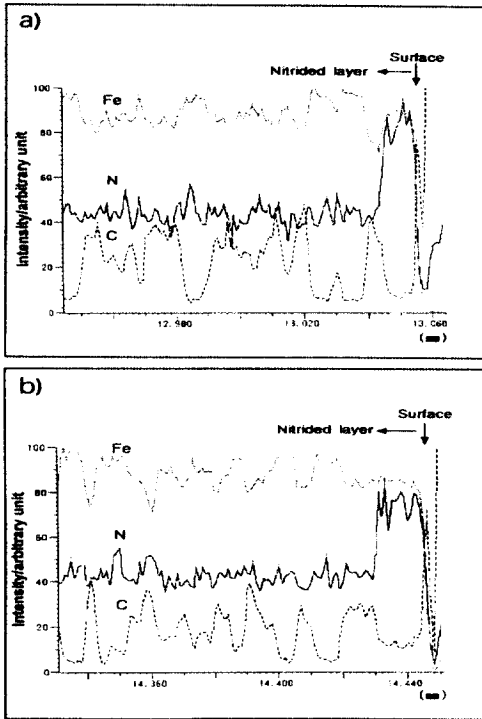 a)
Surface
Nitrided layer
Intensity/arbitrary unit
100
80
60
40
20
0
Fe
N
C
12.980
13.020
13.060
(mm)
b)
Surface
Nitrided layer
Intensity/arbitrary unit
100
80
60
40
20
0
Fe
N
C
14.360
14.400
14.440
(mm)